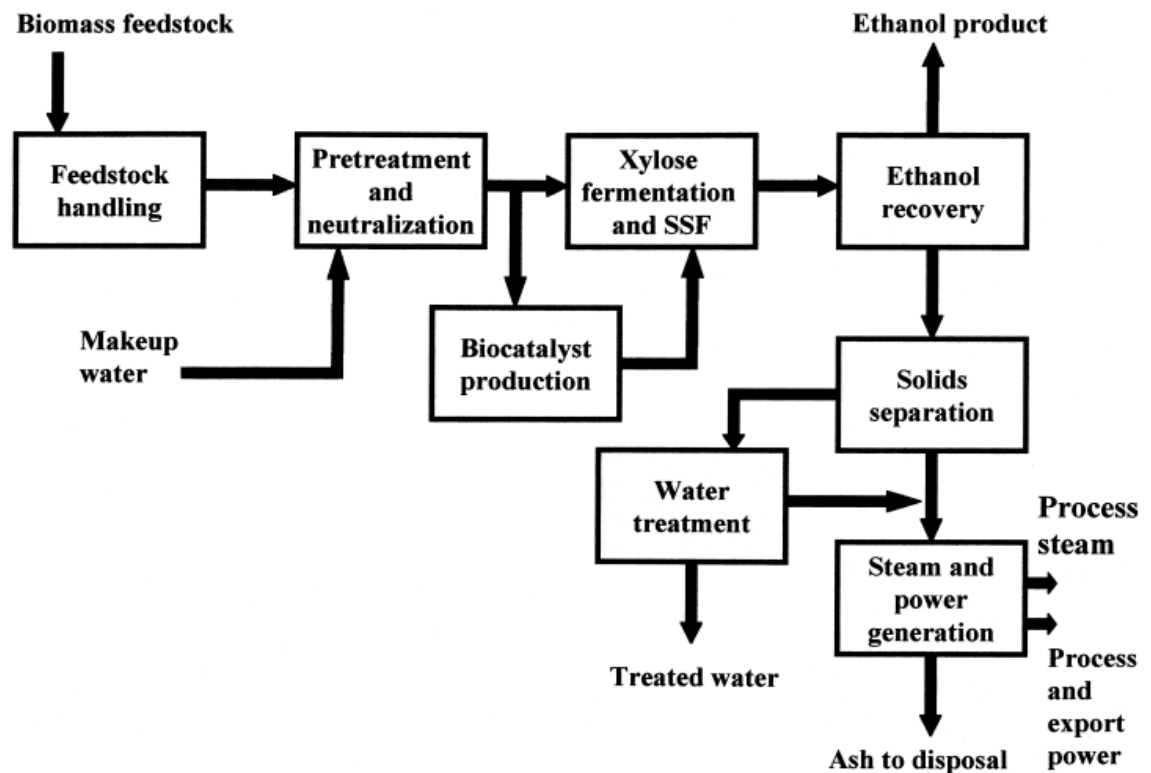 Biomass feedstock
Ethanol product
Feedstock
handling
Pretreatment
and
neutralization
Xylose
fermentation
and SSF
Ethanol
recovery
Makeup
water
Biocatalyst
production
Solids
separation
Water
treatment
Process
steam
Steam and
power
generation
Treated water
Process
and
export
power
Ash to disposal